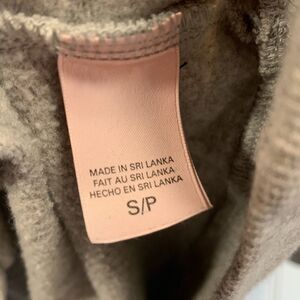 MADE IN SRI LANKA
FAIT AU SRI LANKA
HECHO EN SRI LANKA
S/P